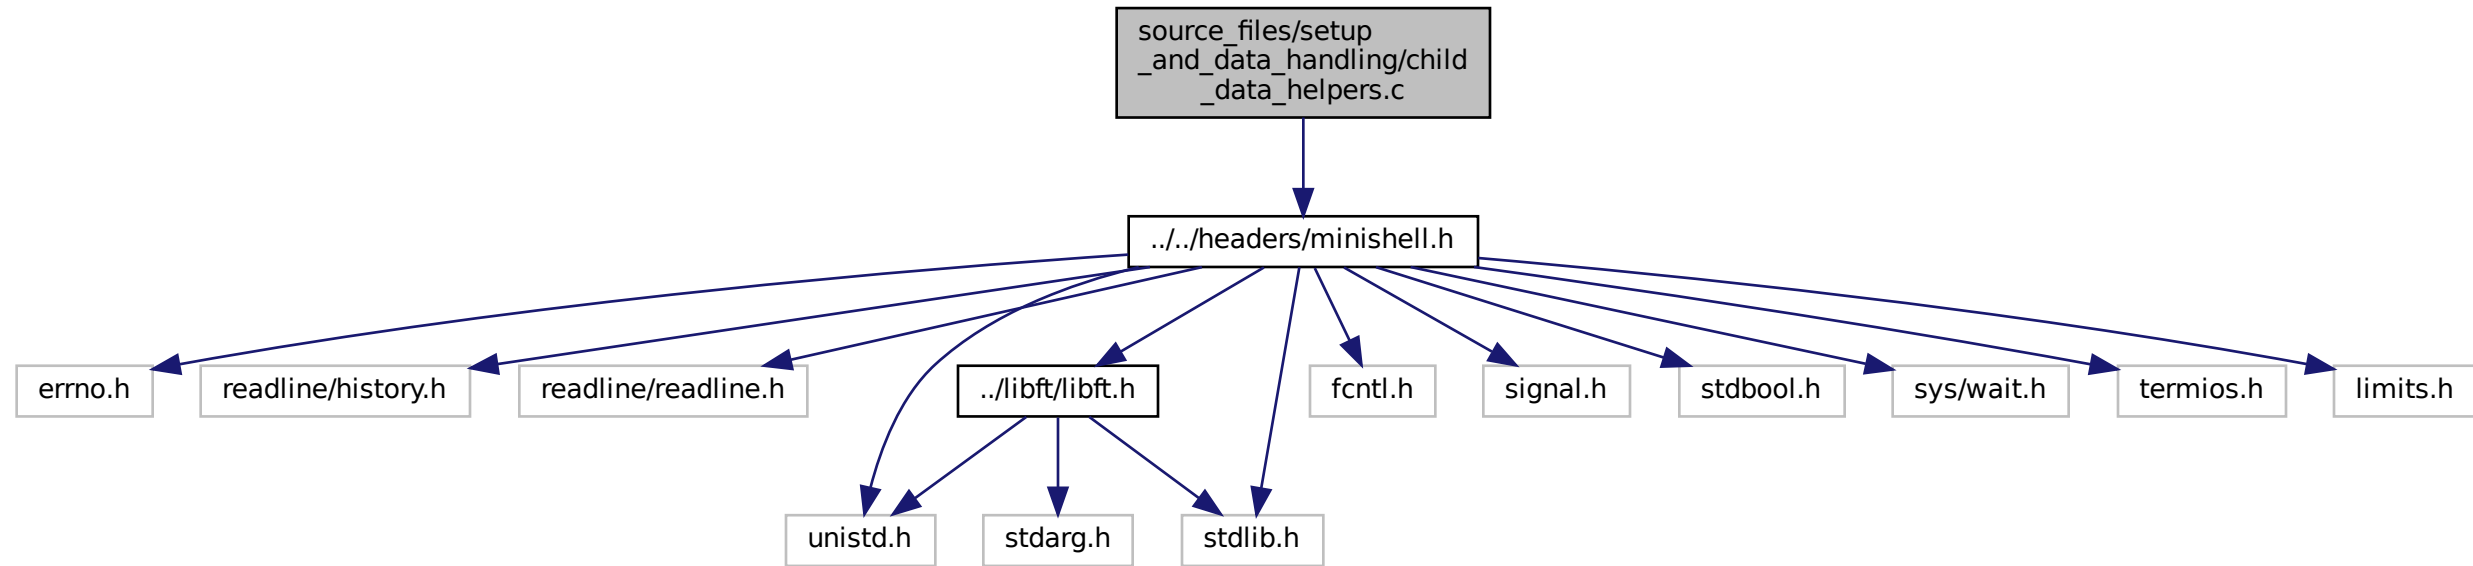 source_files/setup
_and_data_handling/child
_data_helpers.c
../../headers/minishell.h
errno.h
readline/history.h
readline/readline.h
../libft/libft.h
fcntl.h
signal.h
stdbool.h
sys/wait.h
termios.h
limits.h
unistd.h
stdarg.h
stdlib.h